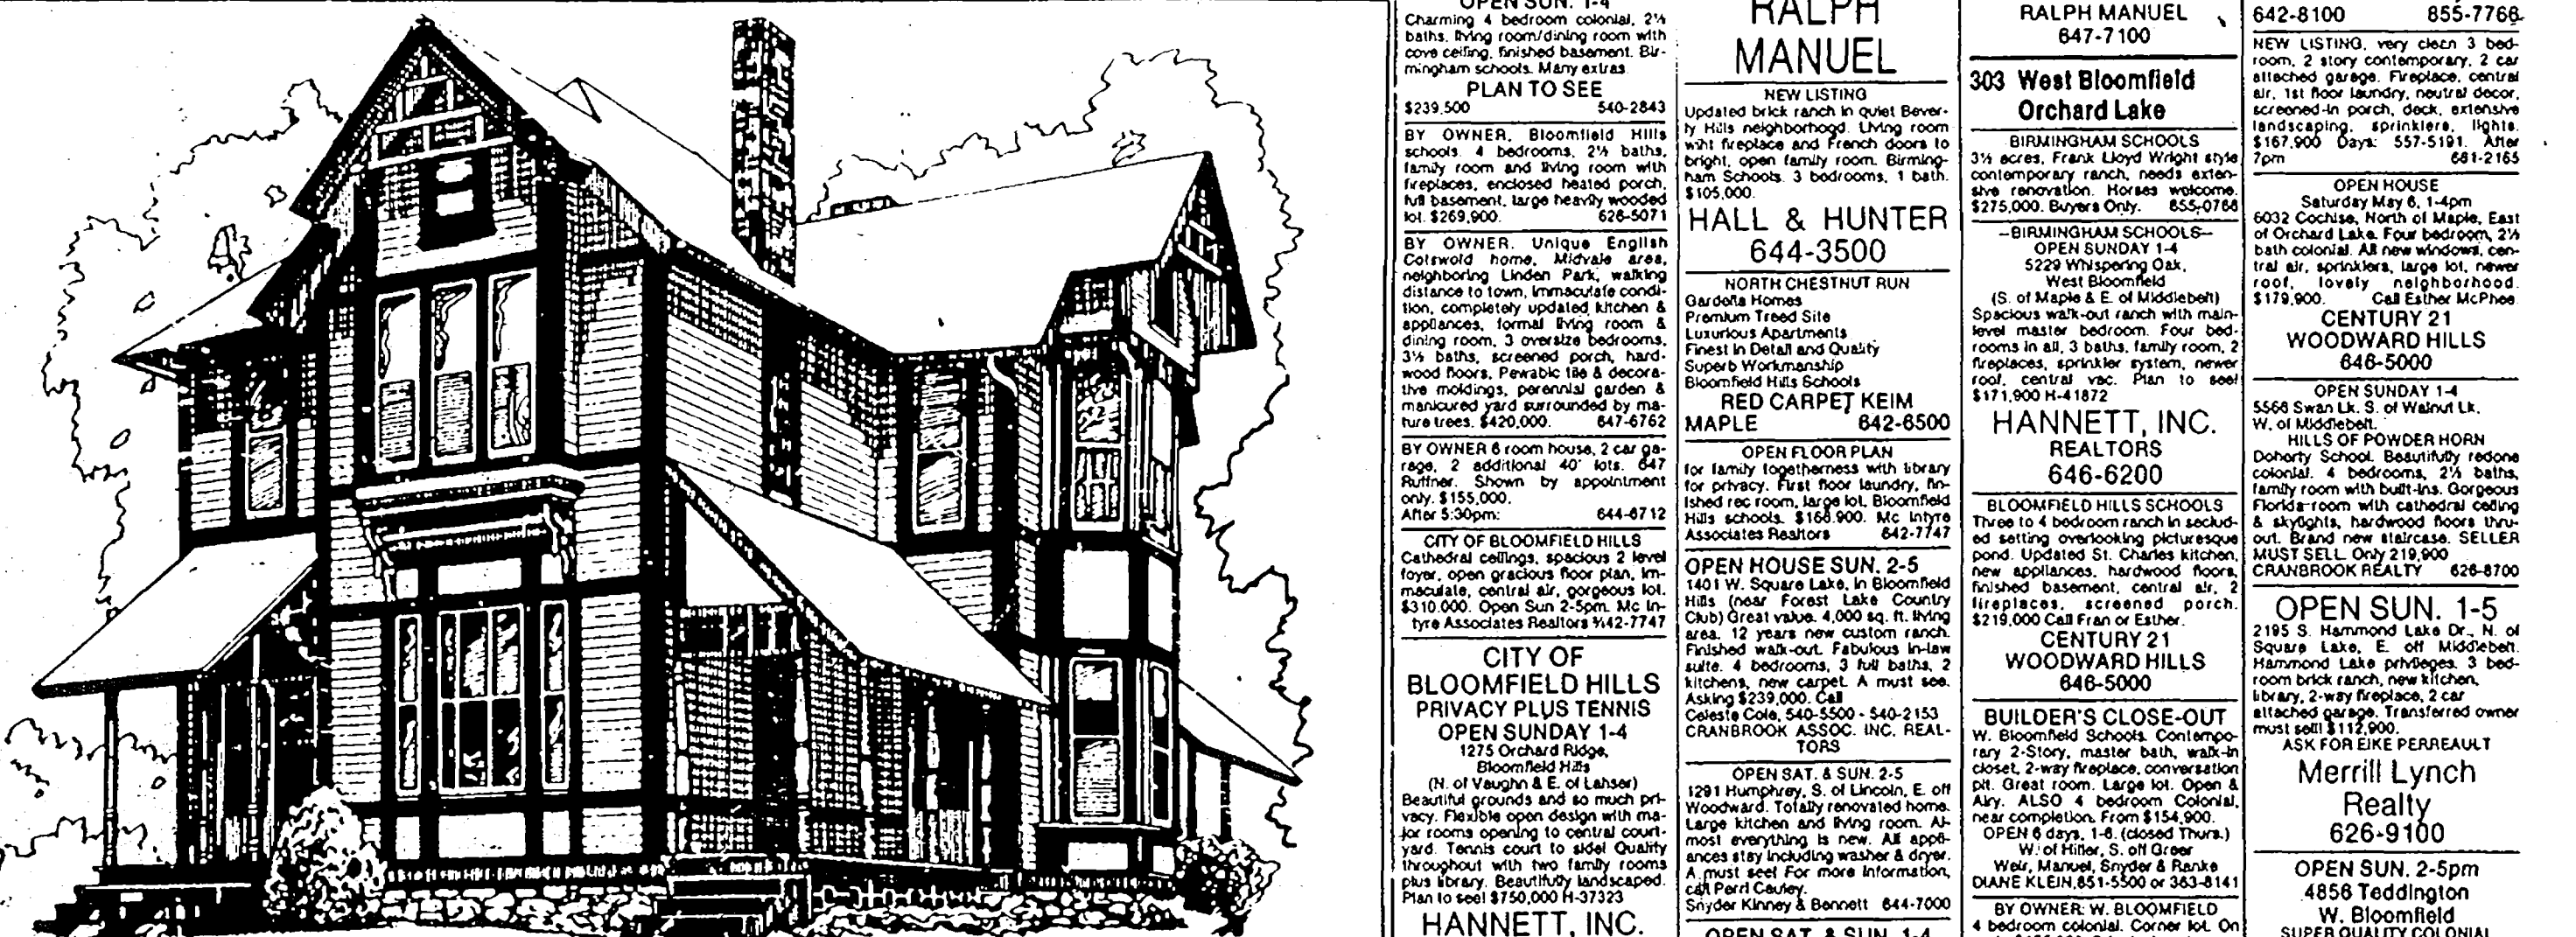 OPEN SUN. 1-4
Charming 4 bedroom colonial, 2½
baths, living room/dining room with
cove ceiling, finished basement. Bir-
mingham schools. Many extras.
PLAN TO SEE
$239,500 540-2843
BY OWNER, Bloomfield Hills
schools. 4 bedrooms, 2½ baths,
family room and living room with
fireplaces, enclosed heated porch,
full basement, large heavily wooded
lot. $269,900. 626-5071
BY OWNER. Unique English
Cotswold home, Midvale area,
neighboring Linden Park, walking
distance to town, immaculate condi-
tion, completely updated kitchen &
appliances, formal living room &
dining room, 3 oversize bedrooms,
3½ baths, screened porch, hard-
wood floors, Pewabic tile & decora-
tive moldings, perennial garden &
manicured yard surrounded by ma-
ture trees. $420,000. 647-6762
BY OWNER 6 room house, 2 car ga-
rage, 2 additional 40' lots. 647
Ruffner. Shown by appointment
only. $155,000.
After 5:30pm: 644-6712
CITY OF BLOOMFIELD HILLS
Cathedral ceilings, spacious 2 level
foyer, open gracious floor plan, im-
maculate, central air, gorgeous lot.
$310,000. Open Sun 2-5pm. Mc In-
tyre Associates Realtors 642-7747
CITY OF
BLOOMFIELD HILLS
PRIVACY PLUS TENNIS
OPEN SUNDAY 1-4
1275 Orchard Ridge,
Bloomfield Hills
(N. of Vaughn & E. of Lahser)
Beautiful grounds and so much pri-
vacy. Flexible open design with ma-
jor rooms opening to central court-
yard. Tennis court to side! Quality
throughout with two family rooms
plus library. Beautifully landscaped.
Plan to see! $750,000 H-37323
HANNETT, INC.
RALPH
MANUEL
NEW LISTING
Updated brick ranch in quiet Bever-
ly Hills neighborhood. Living room
wiht fireplace and French doors to
bright, open family room. Birming-
ham Schools. 3 bedrooms, 1 bath.
$105,000.
HALL & HUNTER
644-3500
NORTH CHESTNUT RUN
Gardella Homes
Premium Treed Site
Luxurious Apartments
Finest in Detail and Quality
Superb Workmanship
Bloomfield Hills Schools
RED CARPET KEIM
MAPLE 642-6500
OPEN FLOOR PLAN
for family togetherness with library
for privacy. First floor laundry, fin-
ished rec room, large lot. Bloomfield
Hills schools. $168,900. Mc Intyre
Associates Realtors 642-7747
OPEN HOUSE SUN. 2-5
1401 W. Square Lake, in Bloomfield
Hills (near Forest Lake Country
Club) Great value. 4,000 sq. ft. living
area. 12 years new custom ranch.
Finished walk-out. Fabulous in-law
suite. 4 bedrooms, 3 full baths, 2
kitchens, new carpet. A must see.
Asking $239,000. Call
Celeste Cole, 540-5500 - 540-2153
CRANBROOK ASSOC. INC. REAL-
TORS
OPEN SAT. & SUN. 2-5
1291 Humphrey, S. of Lincoln, E. off
Woodward. Totally renovated home.
Large kitchen and living room. Al-
most everything is new. All appli-
ances stay including washer & dryer.
A must see! For more information,
call Perri Cauley.
Snyder Kinney & Bennett 644-7000
OPEN SAT. & SUN. 1-4
RALPH MANUEL
647-7100
303 West Bloomfield
Orchard Lake
BIRMINGHAM SCHOOLS
3½ acres, Frank Lloyd Wright style
contemporary ranch, needs exten-
sive renovation. Horses welcome.
$275,000. Buyers Only. 855-0766
—BIRMINGHAM SCHOOLS—
OPEN SUNDAY 1-4
5229 Whispering Oak,
West Bloomfield
(S. of Maple & E. of Middlebelt)
Spacious walk-out ranch with main-
level master bedroom. Four bed-
rooms in all, 3 baths, family room, 2
fireplaces, sprinkler system, newer
roof, central vac. Plan to see!
$171,900 H-41872
HANNETT, INC.
REALTORS
646-6200
BLOOMFIELD HILLS SCHOOLS
Three to 4 bedroom ranch in seclud-
ed setting overlooking picturesque
pond. Updated St. Charles kitchen,
new appliances, hardwood floors,
finished basement, central air, 2
fireplaces, screened porch.
$219,000 Call Fran or Esther.
CENTURY 21
WOODWARD HILLS
646-5000
BUILDER'S CLOSE-OUT
W. Bloomfield Schools. Contempo-
rary 2-Story, master bath, walk-in
closet, 2-way fireplace, conversation
pit. Great room. Large lot. Open &
Airy. ALSO 4 bedroom Colonial,
near completion. From $154,900.
OPEN 6 days, 1-6. (closed Thurs.)
W. of Hiller, S. off Greer
Weir, Manuel, Snyder & Ranke
DIANE KLEIN, 851-5500 or 363-8141
BY OWNER: W. BLOOMFIELD
4 bedroom colonial. Corner lot. On
642-8100 855-7766
NEW LISTING, very clean 3 bed-
room, 2 story contemporary, 2 car
attached garage. Fireplace, central
air, 1st floor laundry, neutral decor,
screened-in porch, deck, extensive
landscaping, sprinklers, lights.
$167,900 Days: 557-5191. After
7pm 661-2165
OPEN HOUSE
Saturday May 6, 1-4pm
6032 Cochise, North of Maple, East
of Orchard Lake. Four bedroom, 2½
bath colonial. All new windows, cen-
tral air, sprinklers, large lot, newer
roof, lovely neighborhood.
$179,900. Call Esther McPhee.
CENTURY 21
WOODWARD HILLS
646-5000
OPEN SUNDAY 1-4
5566 Swan Lk. S. of Walnut Lk.
W. of Middlebelt.
HILLS OF POWDER HORN
Doherty School. Beautifully redone
colonial. 4 bedrooms, 2½ baths,
family room with built-ins. Gorgeous
Florida-room with cathedral ceiling
& skylights, hardwood floors thru-
out. Brand new staircase. SELLER
MUST SELL. Only 219,900
CRANBROOK REALTY 626-8700
OPEN SUN. 1-5
2195 S. Hammond Lake Dr., N. of
Square Lake, E. off Middlebelt.
Hammond Lake privileges. 3 bed-
room brick ranch, new kitchen,
library, 2-way fireplace, 2 car
attached garage. Transferred owner
must sell! $112,900.
ASK FOR EIKE PERREAULT
Merrill Lynch
Realty
626-9100
OPEN SUN. 2-5pm
4856 Teddington
W. Bloomfield
SUPER QUALITY COLONIAL